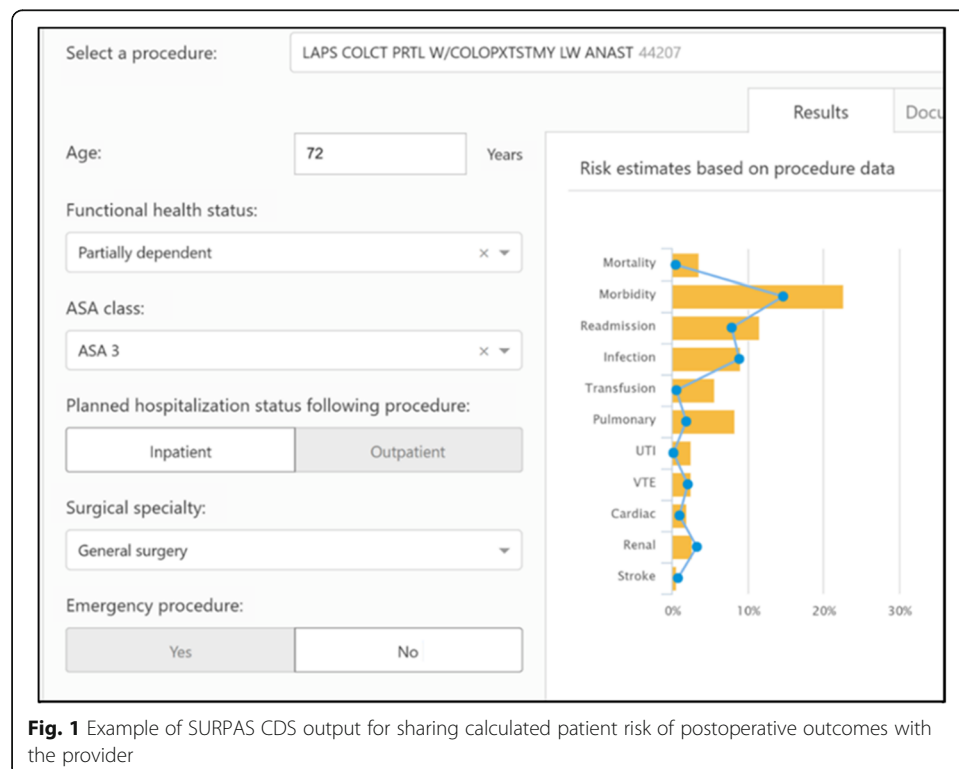 Select a procedure:
LAPS COLCT PRTL W/COLOPXTSTMY LW ANAST 44207
Results
Age:
72
Years
Risk estimates based on procedure data
Functional health status:
Partially dependent
ASA class:
ASA 3
Planned hospitalization status following procedure:
Inpatient
Outpatient
Surgical specialty:
General surgery
Emergency procedure:
Yes
No
Mortality
Morbidity
Readmission
Infection
Transfusion
Pulmonary
UTI
VTE
Cardiac
Renal
Stroke
0%
10%
20%
30%
Fig. 1 Example of SURPAS CDS output for sharing calculated patient risk of postoperative outcomes with
the provider